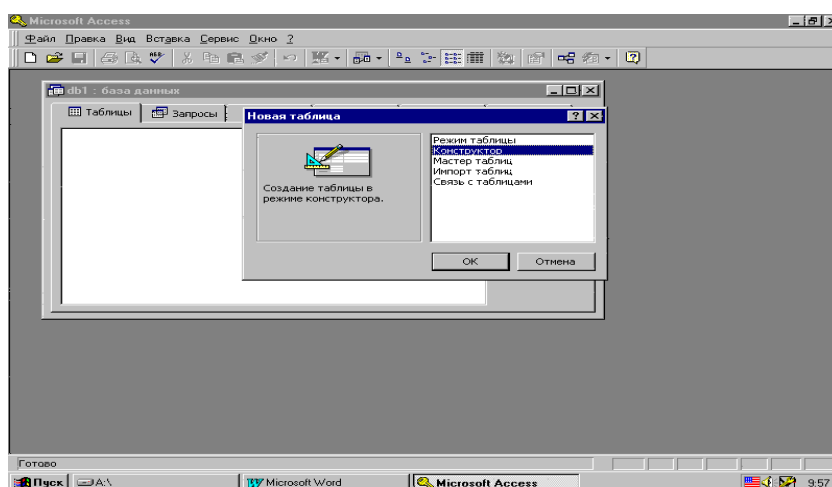 Microsoft Access
Файл Правка Вид Вставка Сервис Окно ?
db1 : база данных
Таблицы Запросы
Новая таблица
Режим таблицы
Конструктор
Мастер таблиц
Импорт таблиц
Связь с таблицами
Создание таблицы в
режиме конструктора.
OK Отмена
Готово
Пуск A:\ Microsoft Word Microsoft Access 9:57